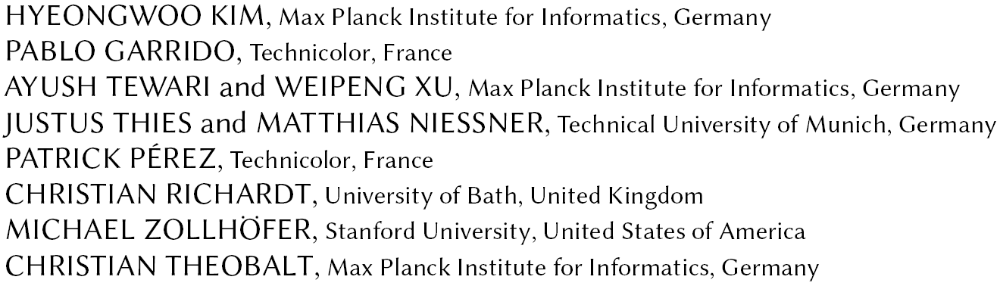 HYEONGWOO KIM, Max Planck Institute for Informatics, Germany
PABLO GARRIDO, Technicolor, France
AYUSH TEWARI and WEIPENG XU, Max Planck Institute for Informatics, Germany
JUSTUS THIES and MATTHIAS NIESSNER, Technical University of Munich, Germany
PATRICK PÉREZ, Technicolor, France
CHRISTIAN RICHARDT, University of Bath, United Kingdom
MICHAEL ZOLLHÖFER, Stanford University, United States of America
CHRISTIAN THEOBALT, Max Planck Institute for Informatics, Germany